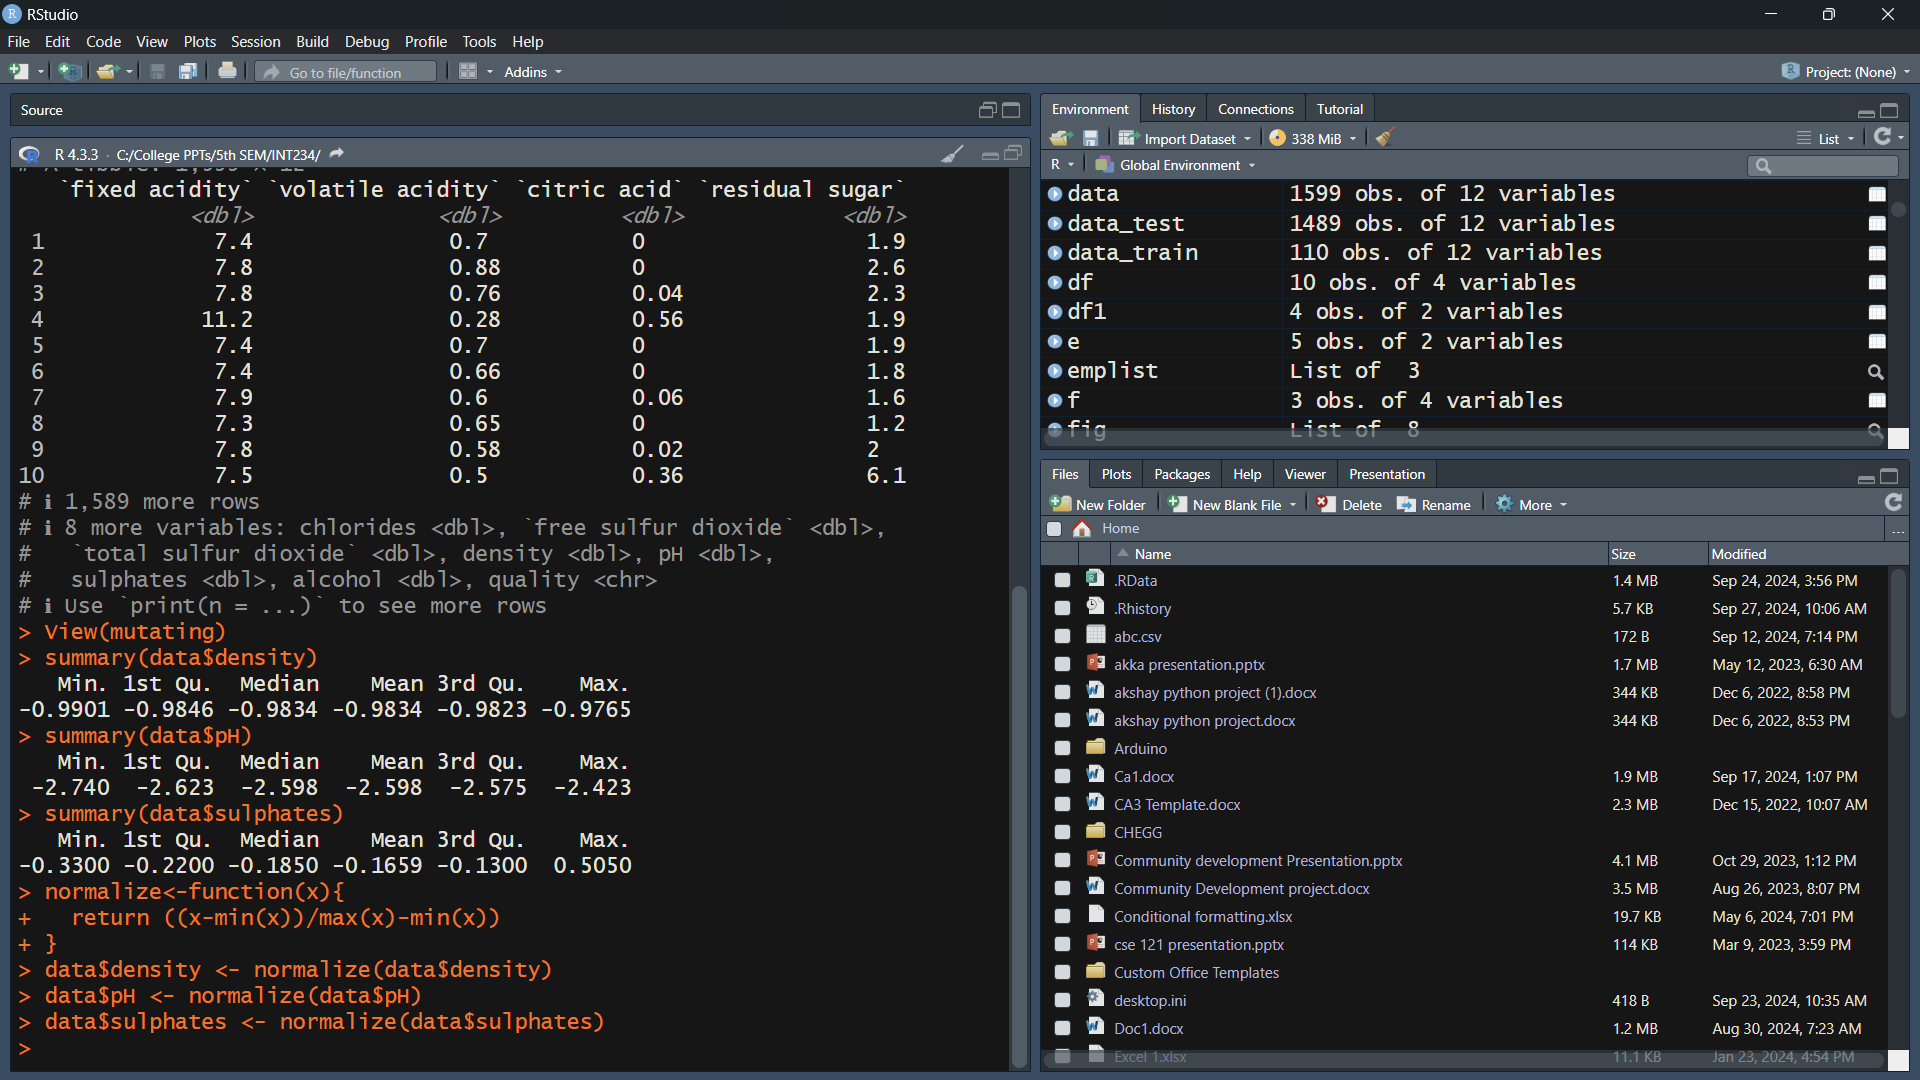 RStudio
File Edit Code View Plots Session Build Debug Profile Tools Help
Go to file/function Addins Project: (None)
Source
R 4.3.3 · C:/College PPTs/5th SEM/INT234/
`fixed acidity` `volatile acidity` `citric acid` `residual sugar`
<dbl> <dbl> <dbl> <dbl>
1 7.4 0.7 0 1.9
2 7.8 0.88 0 2.6
3 7.8 0.76 0.04 2.3
4 11.2 0.28 0.56 1.9
5 7.4 0.7 0 1.9
6 7.4 0.66 0 1.8
7 7.9 0.6 0.06 1.6
8 7.3 0.65 0 1.2
9 7.8 0.58 0.02 2
10 7.5 0.5 0.36 6.1
# ℹ 1,589 more rows
# ℹ 8 more variables: chlorides <dbl>, `free sulfur dioxide` <dbl>,
# `total sulfur dioxide` <dbl>, density <dbl>, pH <dbl>,
# sulphates <dbl>, alcohol <dbl>, quality <chr>
# ℹ Use `print(n = ...)` to see more rows
> View(mutating)
> summary(data$density)
Min. 1st Qu. Median Mean 3rd Qu. Max.
-0.9901 -0.9846 -0.9834 -0.9834 -0.9823 -0.9765
> summary(data$pH)
Min. 1st Qu. Median Mean 3rd Qu. Max.
-2.740 -2.623 -2.598 -2.598 -2.575 -2.423
> summary(data$sulphates)
Min. 1st Qu. Median Mean 3rd Qu. Max.
-0.3300 -0.2200 -0.1850 -0.1659 -0.1300 0.5050
> normalize<-function(x){
+ return ((x-min(x))/max(x)-min(x))
+ }
> data$density <- normalize(data$density)
> data$pH <- normalize(data$pH)
> data$sulphates <- normalize(data$sulphates)
>
Environment History Connections Tutorial
Import Dataset 338 MiB List
R Global Environment
data 1599 obs. of 12 variables
data_test 1489 obs. of 12 variables
data_train 110 obs. of 12 variables
df 10 obs. of 4 variables
df1 4 obs. of 2 variables
e 5 obs. of 2 variables
emplist List of 3
f 3 obs. of 4 variables
fig List of 8
Files Plots Packages Help Viewer Presentation
New Folder New Blank File Delete Rename More
Home ...
Name Size Modified
.RData 1.4 MB Sep 24, 2024, 3:56 PM
.Rhistory 5.7 KB Sep 27, 2024, 10:06 AM
abc.csv 172 B Sep 12, 2024, 7:14 PM
akka presentation.pptx 1.7 MB May 12, 2023, 6:30 AM
akshay python project (1).docx 344 KB Dec 6, 2022, 8:58 PM
akshay python project.docx 344 KB Dec 6, 2022, 8:53 PM
Arduino
Ca1.docx 1.9 MB Sep 17, 2024, 1:07 PM
CA3 Template.docx 2.3 MB Dec 15, 2022, 10:07 AM
CHEGG
Community development Presentation.pptx 4.1 MB Oct 29, 2023, 1:12 PM
Community Development project.docx 3.5 MB Aug 26, 2023, 8:07 PM
Conditional formatting.xlsx 19.7 KB May 6, 2024, 7:01 PM
cse 121 presentation.pptx 114 KB Mar 9, 2023, 3:59 PM
Custom Office Templates
desktop.ini 418 B Sep 23, 2024, 10:35 AM
Doc1.docx 1.2 MB Aug 30, 2024, 7:23 AM
Excel 1.xlsx 11.1 KB Jan 23, 2024, 4:54 PM